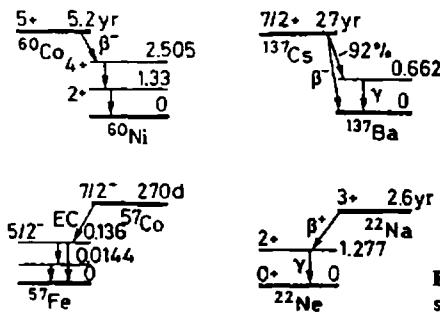 5+ 5.2yr
⁶⁰Co β⁻ 2.505
4+
1.33
2+
0
⁶⁰Ni
7/2+ 27yr
¹³⁷Cs 92%
0.662
β⁻ γ
0
¹³⁷Ba
7/2⁻ 270d
EC ⁵⁷Co
5/2⁻ 0.136
0.0144
0
⁵⁷Fe
3+ 2.6yr
β⁺ ²²Na
2+ 1.277
γ
0+ 0
²²Ne